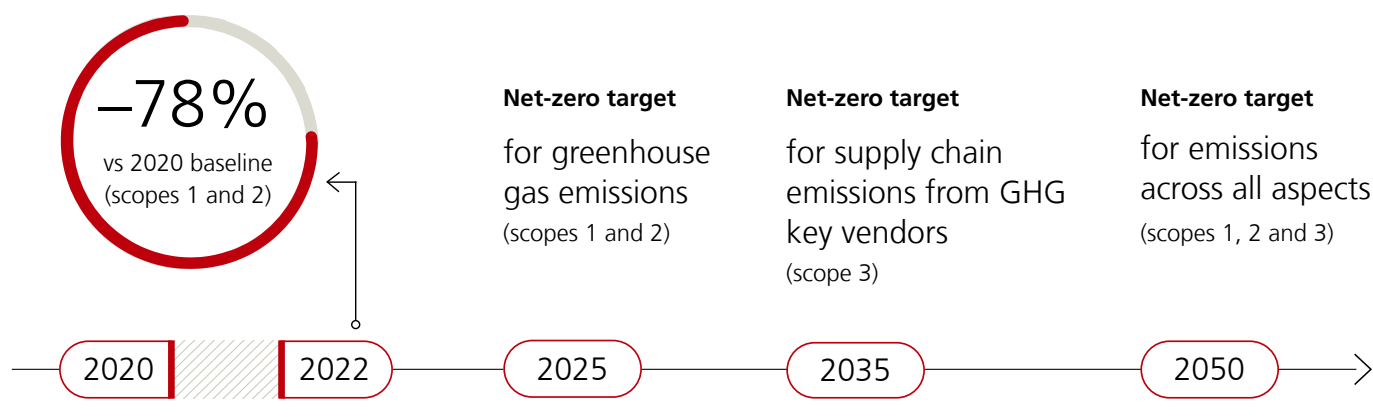 –78%
vs 2020 baseline
(scopes 1 and 2)
Net-zero target
for greenhouse
gas emissions
(scopes 1 and 2)
Net-zero target
for supply chain
emissions from GHG
key vendors
(scope 3)
Net-zero target
for emissions
across all aspects
(scopes 1, 2 and 3)
2020
2022
2025
2035
2050